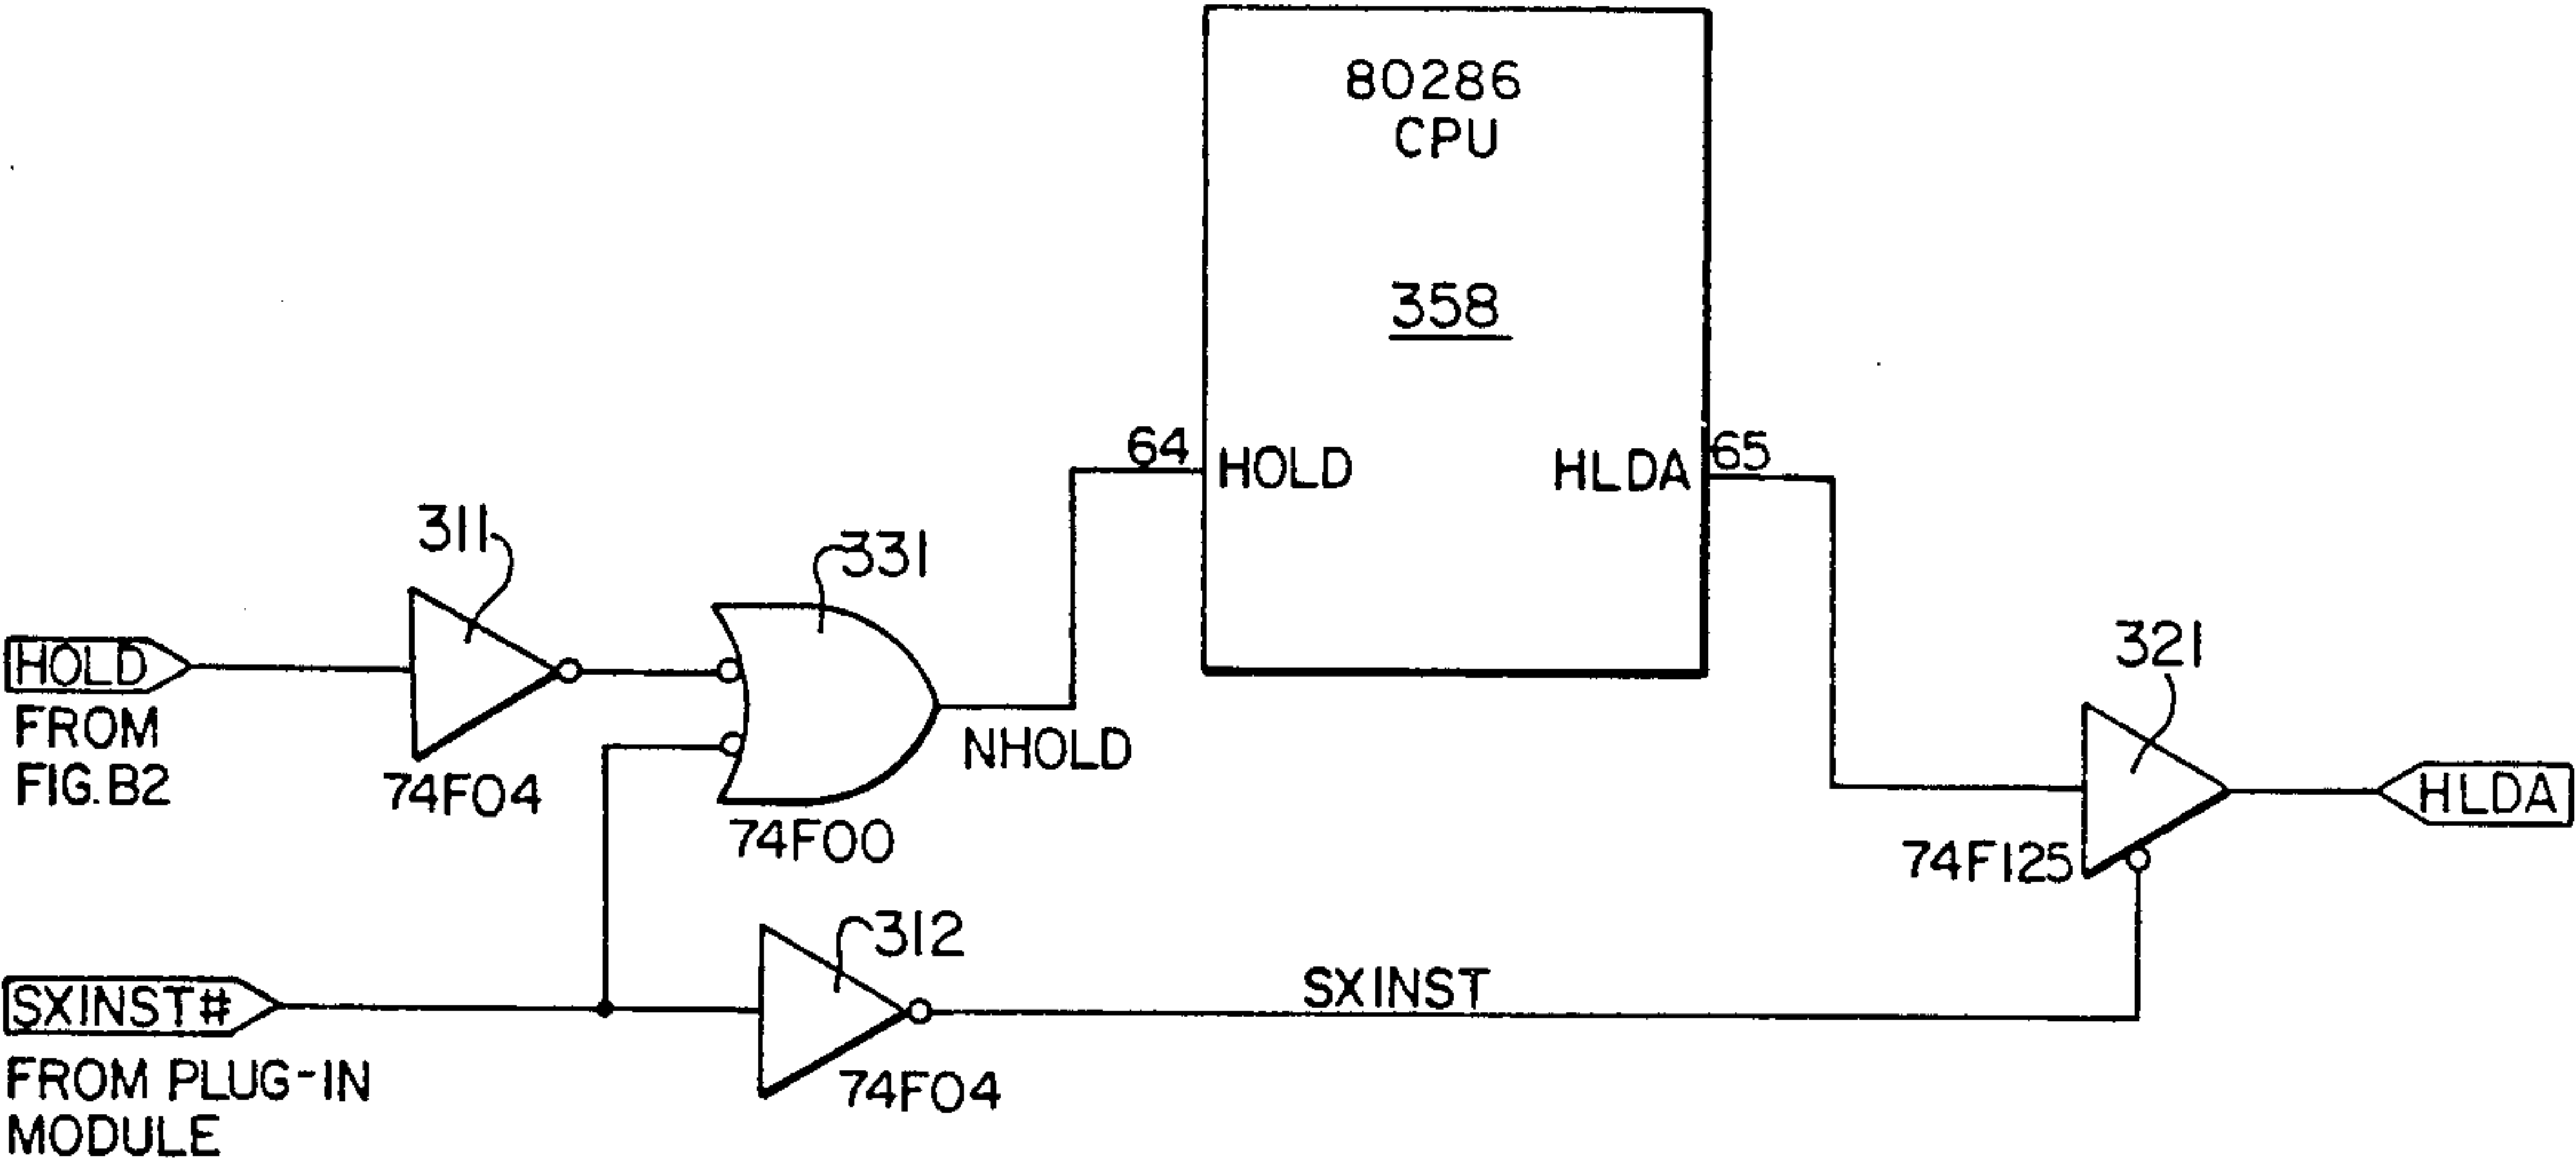 80286
CPU
358
64
HOLD
HLDA
65
311
331
HOLD
FROM
FIG. B2
74F04
74F00
NHOLD
321
HLDA
74F125
312
SXINST#
SXINST
FROM PLUG-IN
MODULE
74F04